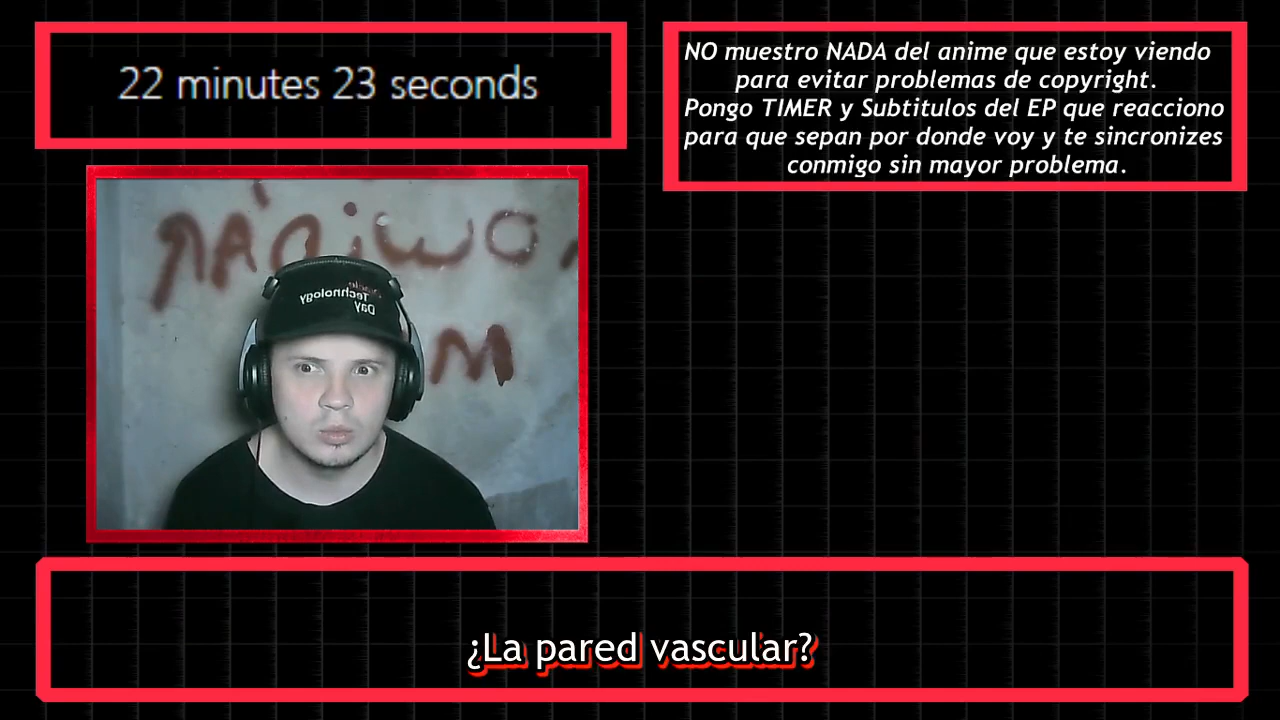 22 minutes 23 seconds
NO muestro NADA del anime que estoy viendo
para evitar problemas de copyright.
Pongo TIMER y Subtitulos del EP que reacciono
para que sepan por donde voy y te sincronizes
conmigo sin mayor problema.
Technology
Day
¿La pared vascular?